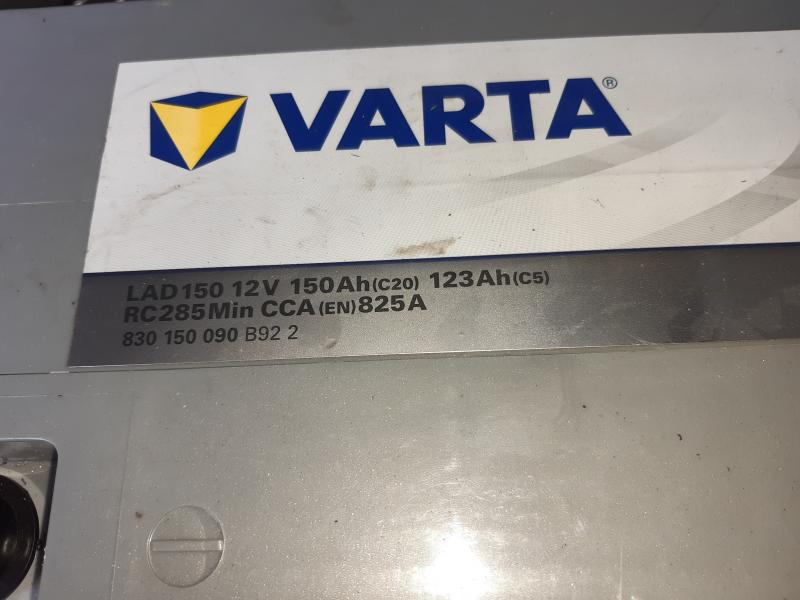 VARTA®
LAD150 12V 150Ah(C20) 123Ah(C5)
RC285Min CCA(EN)825A
830 150 090 B92 2